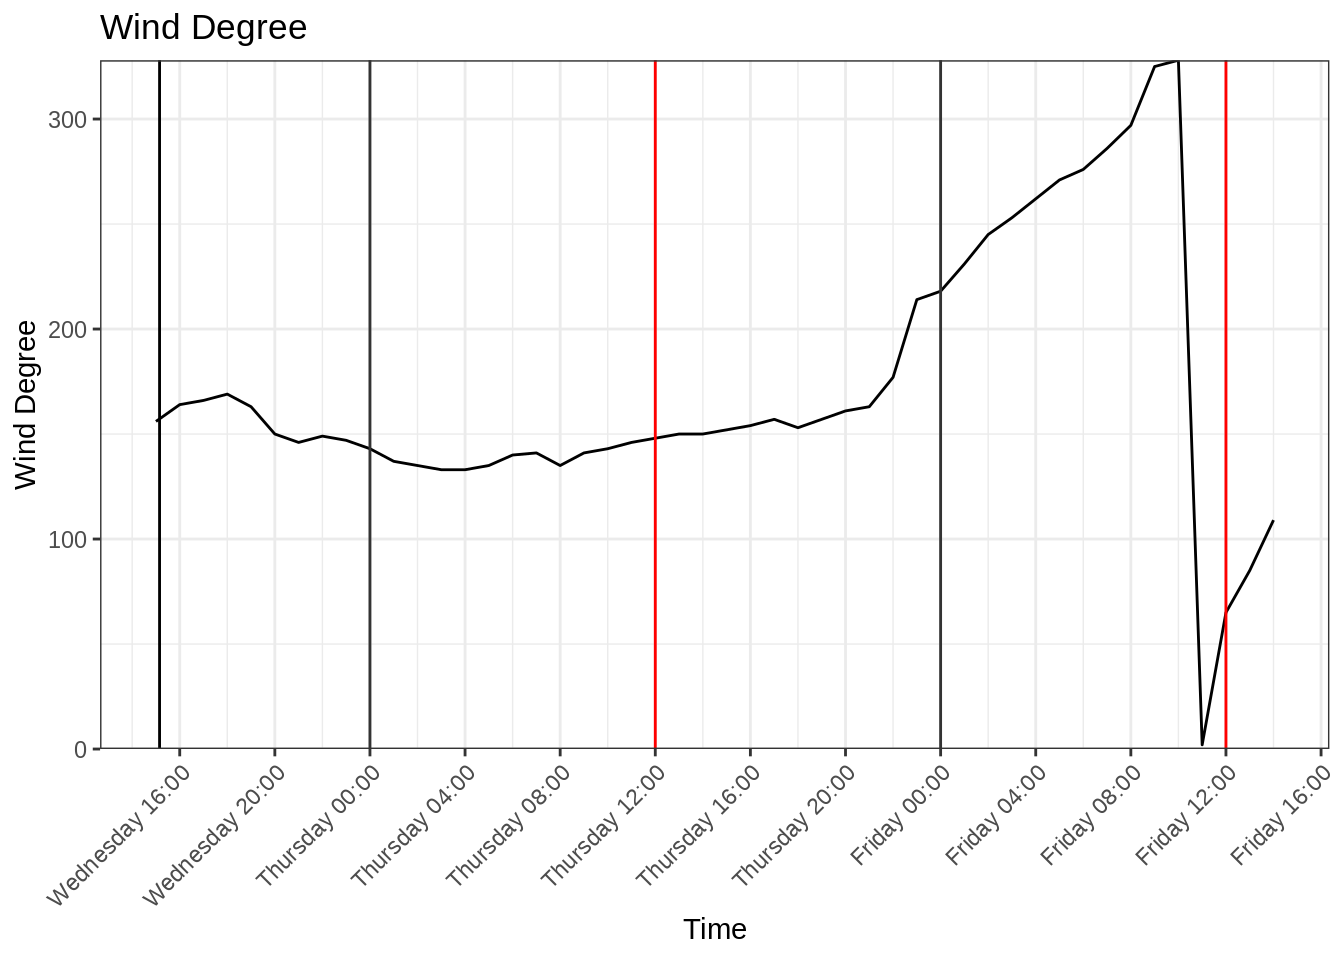 Wind Degree
Wind Degree
300
200
100
0
Wednesday 16:00
Wednesday 20:00
Thursday 00:00
Thursday 04:00
Thursday 08:00
Thursday 12:00
Thursday 16:00
Thursday 20:00
Friday 00:00
Friday 04:00
Friday 08:00
Friday 12:00
Friday 16:00
Time